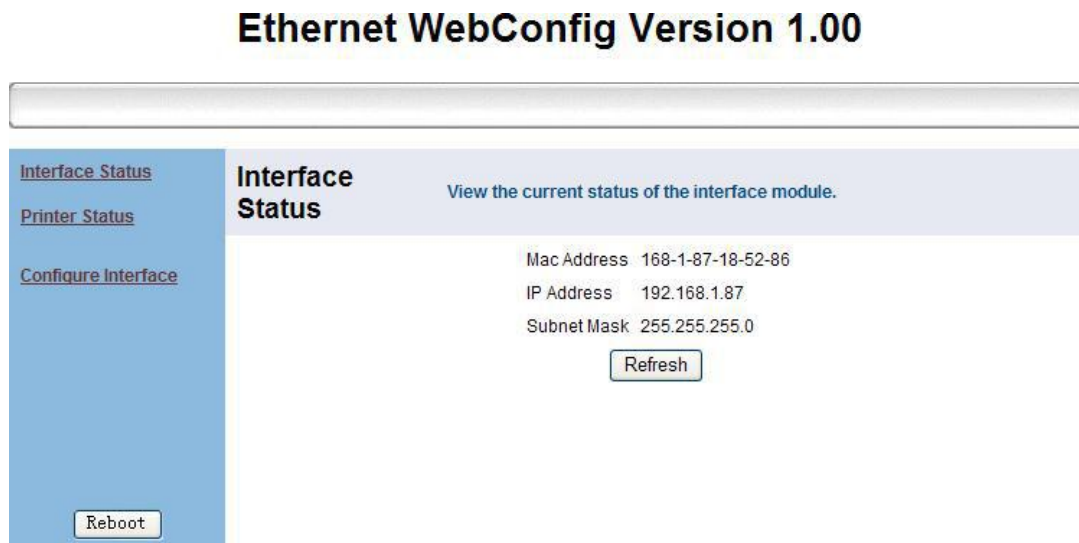 Ethernet WebConfig Version 1.00
Interface Status
Printer Status
Configure Interface
Reboot
Interface
Status
View the current status of the interface module.
Mac Address 168-1-87-18-52-86
IP Address 192.168.1.87
Subnet Mask 255.255.255.0
Refresh